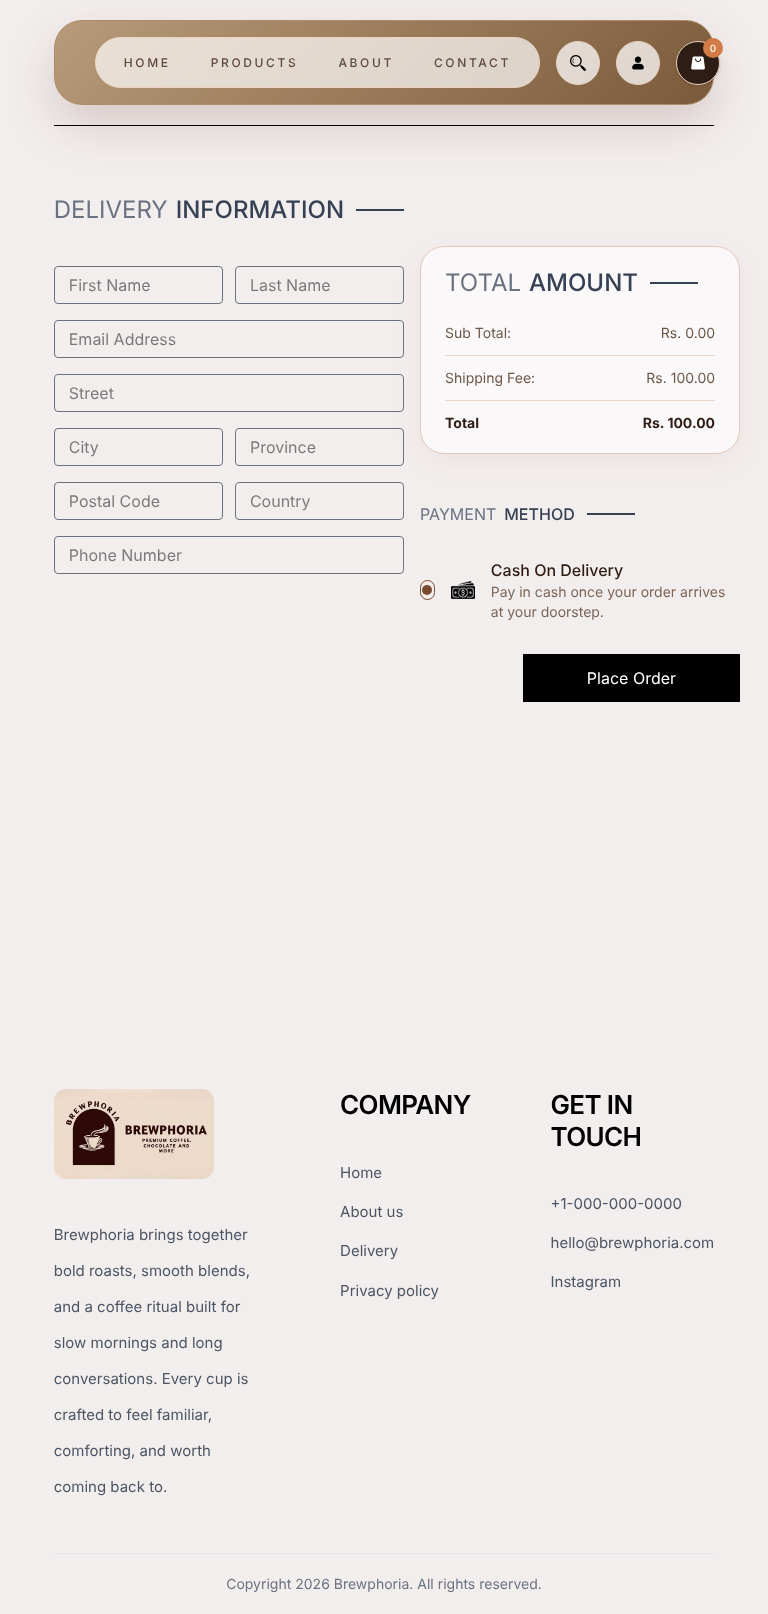 HOME PRODUCTS ABOUT CONTACT 0
DELIVERY INFORMATION
First Name Last Name
Email Address
Street
City Province
Postal Code Country
Phone Number
TOTAL AMOUNT
Sub Total: Rs. 0.00
Shipping Fee: Rs. 100.00
Total Rs. 100.00
PAYMENT METHOD
Cash On Delivery
Pay in cash once your order arrives
at your doorstep.
Place Order
BREWPHORIA
BREWPHORIA
PREMIUM COFFEE,
CHOCOLATE AND
MORE
Brewphoria brings together
bold roasts, smooth blends,
and a coffee ritual built for
slow mornings and long
conversations. Every cup is
crafted to feel familiar,
comforting, and worth
coming back to.
COMPANY
Home
About us
Delivery
Privacy policy
GET IN
TOUCH
+1-000-000-0000
hello@brewphoria.com
Instagram
Copyright 2026 Brewphoria. All rights reserved.